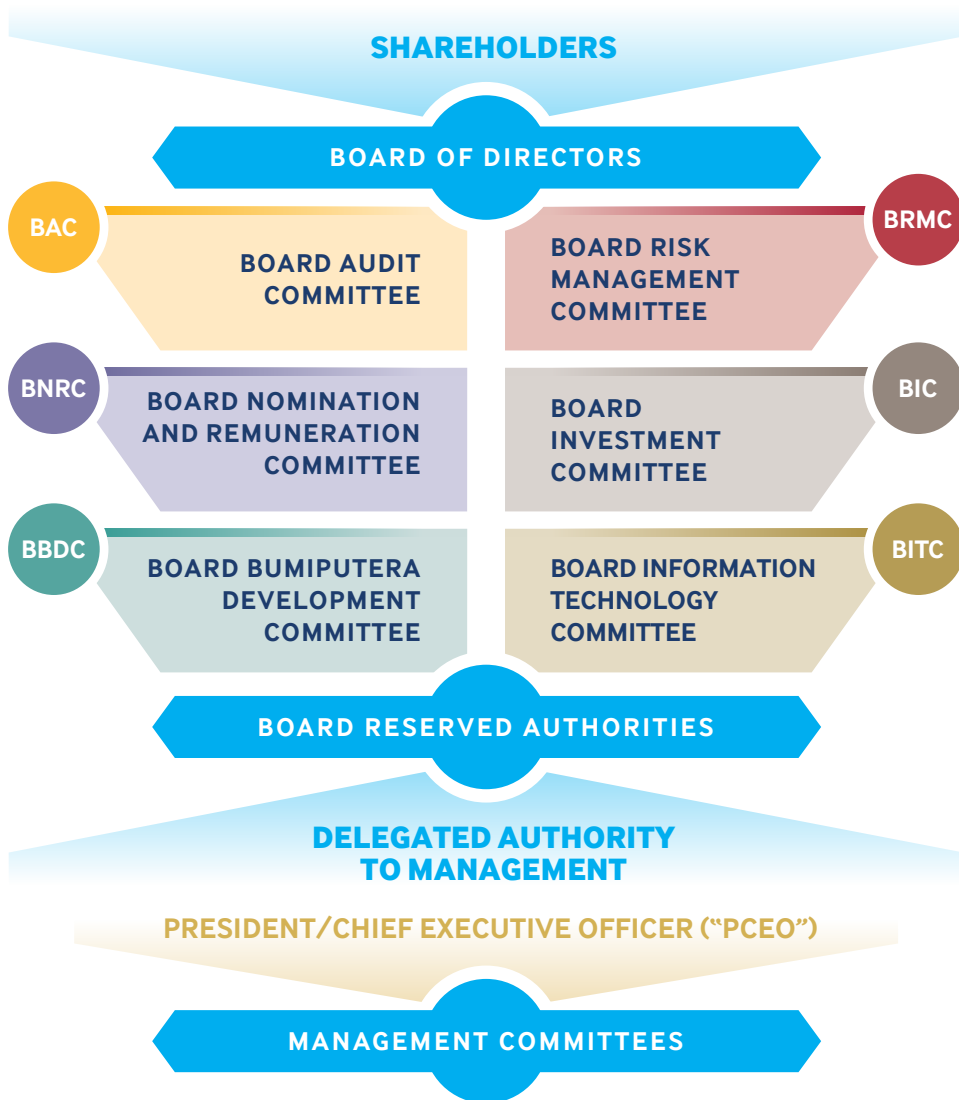 SHAREHOLDERS
BOARD OF DIRECTORS
BAC
BOARD AUDIT
COMMITTEE
BRMC
BOARD RISK
MANAGEMENT
COMMITTEE
BNRC
BOARD NOMINATION
AND REMUNERATION
COMMITTEE
BIC
BOARD
INVESTMENT
COMMITTEE
BBDC
BOARD BUMIPUTERA
DEVELOPMENT
COMMITTEE
BITC
BOARD INFORMATION
TECHNOLOGY
COMMITTEE
BOARD RESERVED AUTHORITIES
DELEGATED AUTHORITY
TO MANAGEMENT
PRESIDENT/CHIEF EXECUTIVE OFFICER (“PCEO”)
MANAGEMENT COMMITTEES